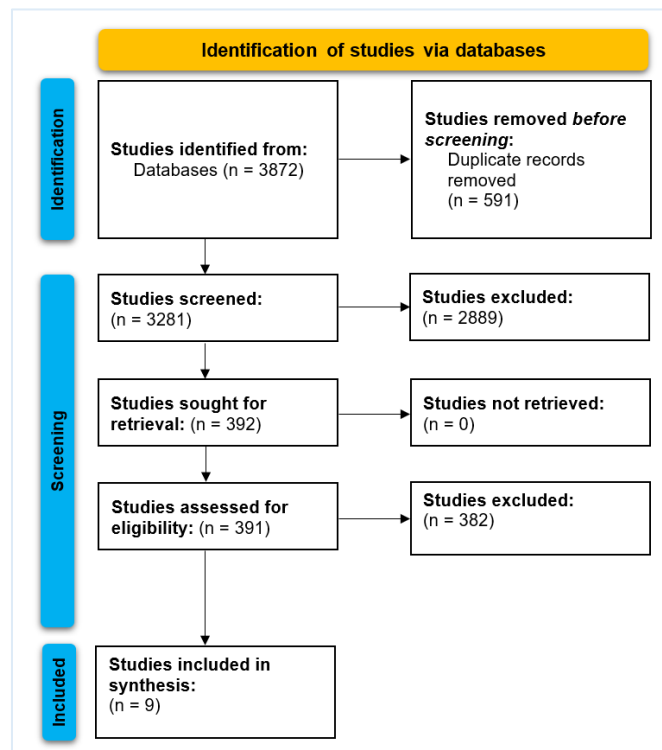 Identification of studies via databases
Identification
Studies identified from:
Databases (n = 3872)
Studies removed before
screening:
Duplicate records
removed
(n = 591)
Screening
Studies screened:
(n = 3281)
Studies excluded:
(n = 2889)
Studies sought for
retrieval: (n = 392)
Studies not retrieved:
(n = 0)
Studies assessed for
eligibility: (n = 391)
Studies excluded:
(n = 382)
Included
Studies included in
synthesis:
(n = 9)